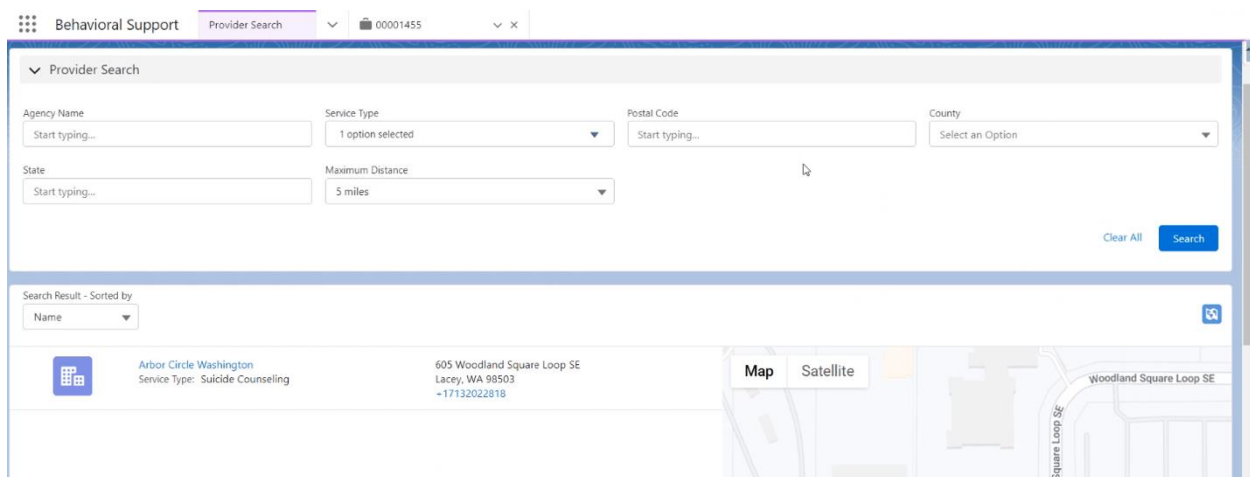 Behavioral Support
Provider Search
00001455
Provider Search
Agency Name
Start typing...
Service Type
1 option selected
Postal Code
Start typing...
County
Select an Option
State
Start typing...
Maximum Distance
5 miles
Clear All
Search
Search Result - Sorted by
Name
Arbor Circle Washington
Service Type: Suicide Counseling
605 Woodland Square Loop SE
Lacey, WA 98503
+17132022818
Map
Satellite
Woodland Square Loop SE
Square Loop SE